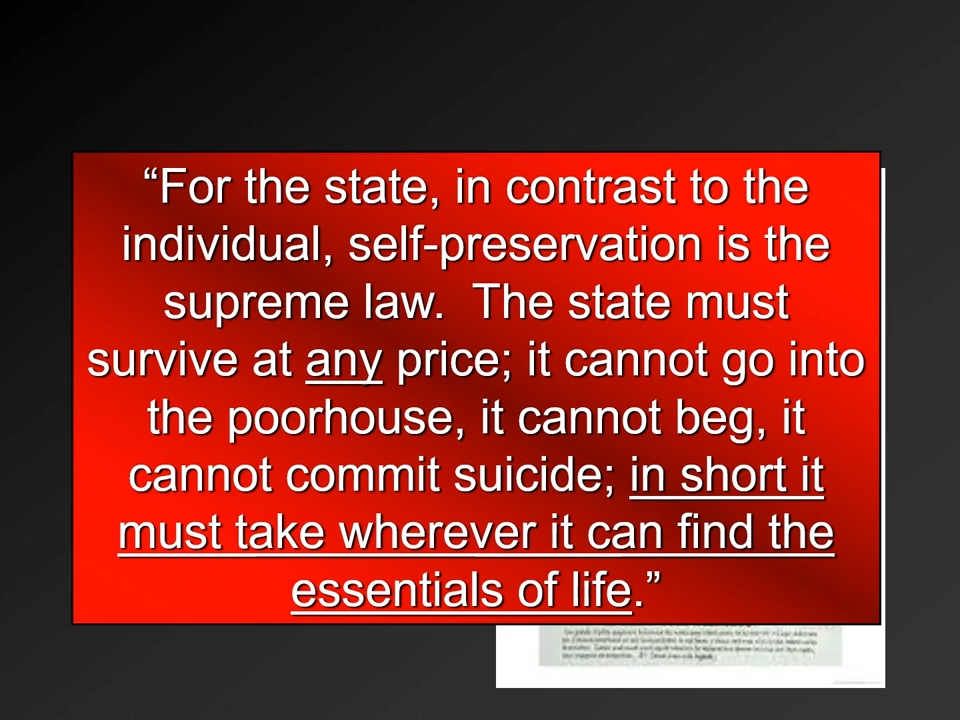 “For the state, in contrast to the
individual, self-preservation is the
supreme law.  The state must
survive at any price; it cannot go into
the poorhouse, it cannot beg, it
cannot commit suicide; in short it
must take wherever it can find the
essentials of life.”